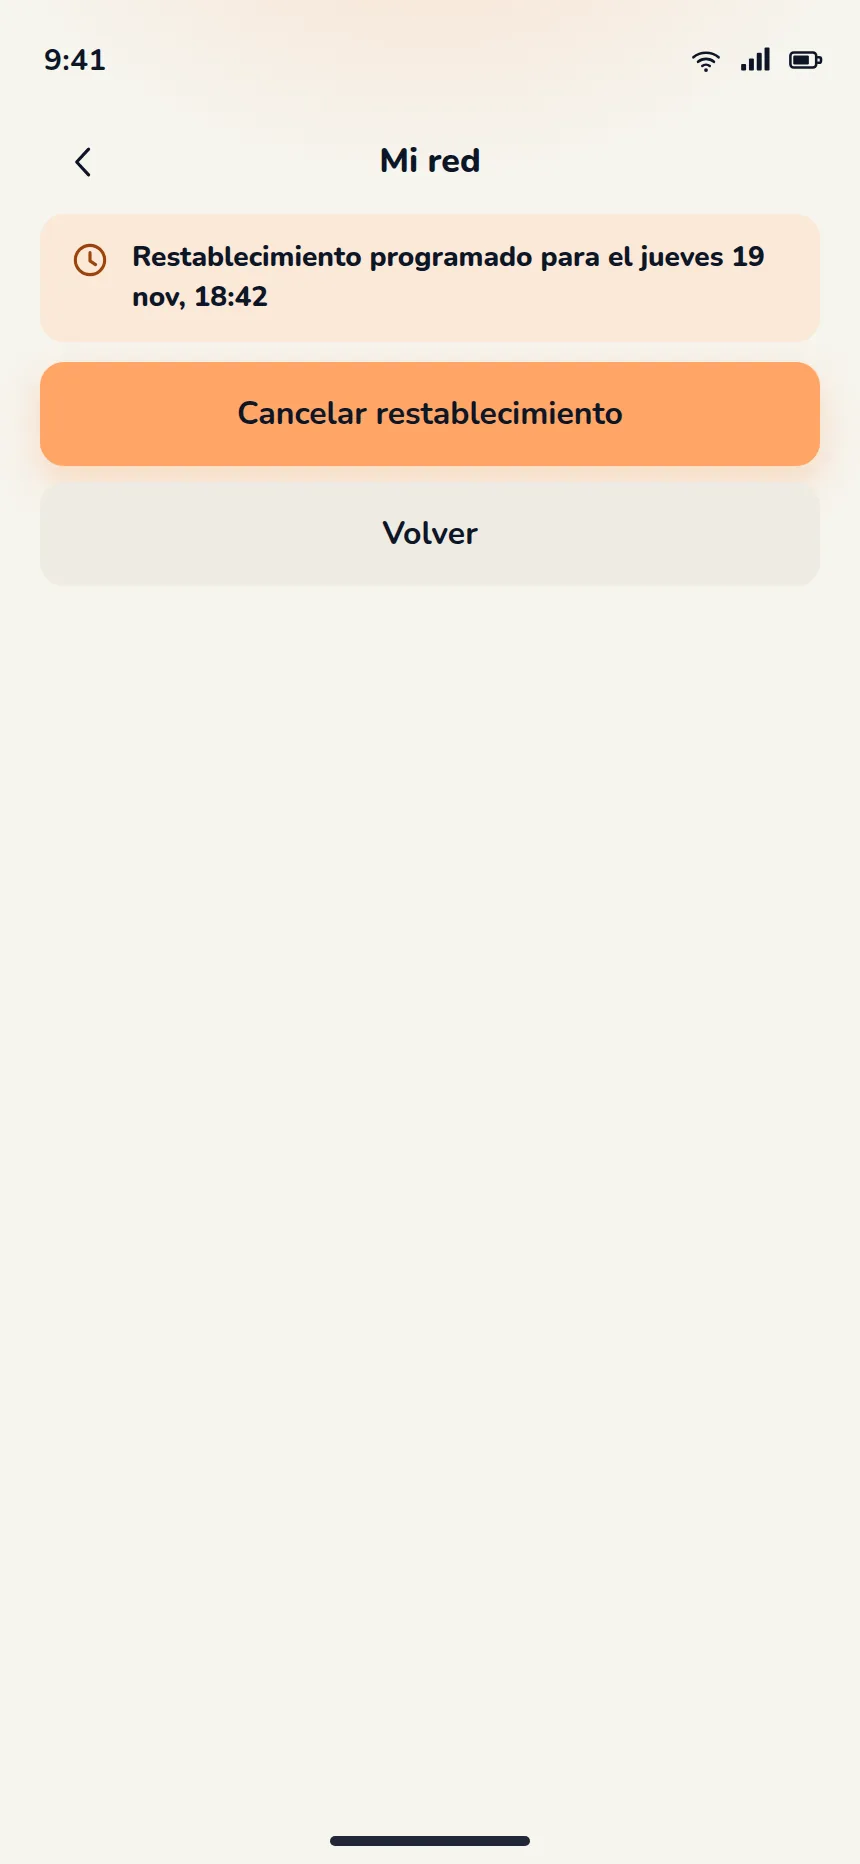 9:41
Mi red
Restablecimiento programado para el jueves 19
nov, 18:42
Cancelar restablecimiento
Volver